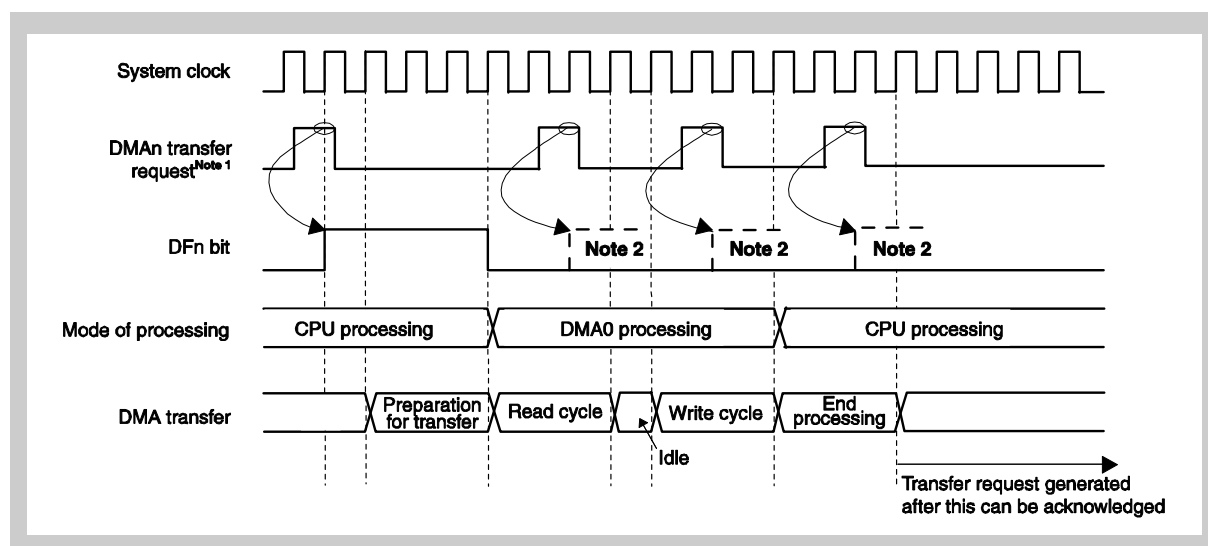 System clock
DMAn transfer
request Note 1
DFn bit
Note 2
Note 2
Note 2
Mode of processing
CPU processing
DMA0 processing
CPU processing
DMA transfer
Preparation
for transfer
Read cycle
Idle
Write cycle
End
processing
Transfer request generated
after this can be acknowledged